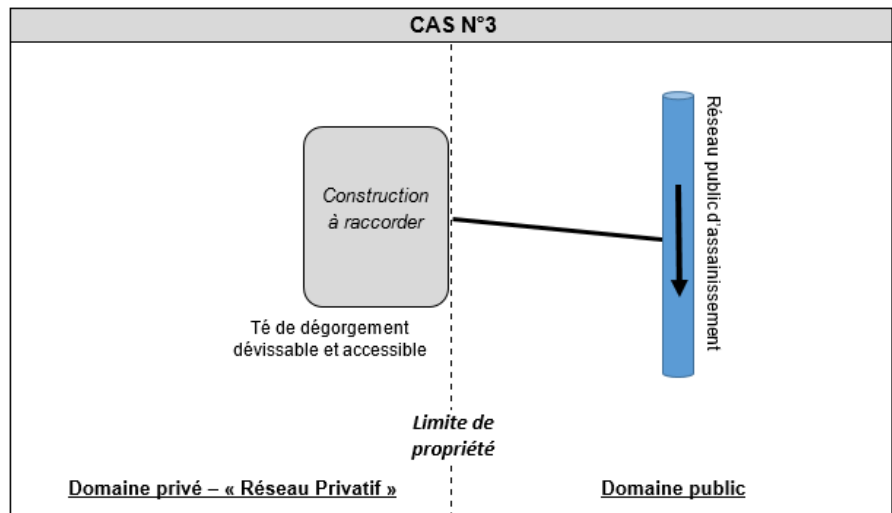 CAS N°3
Construction
à raccorder
Réseau public d'assainissement
Té de dégorgement
dévissable et accessible
Limite de
propriété
Domaine privé – « Réseau Privatif »
Domaine public